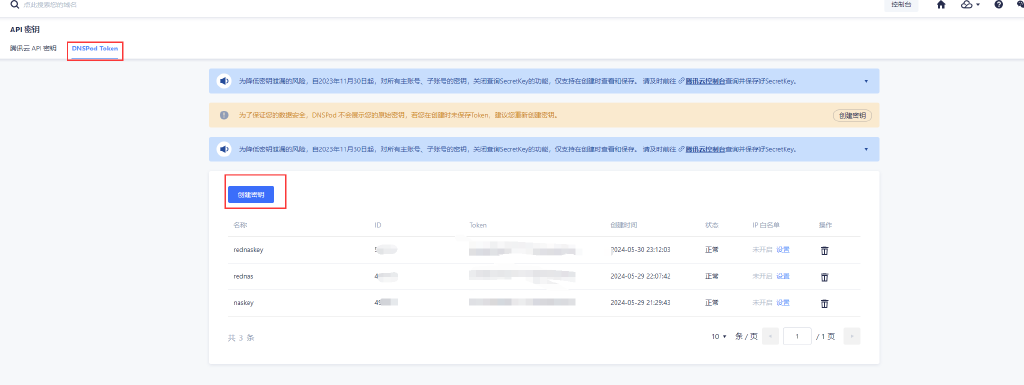 点此搜索您的域名
控制台
API 密钥
腾讯云 API 密钥 DNSPod Token
为降低密钥泄漏的风险，自2023年11月30日起，对所有主账号、子账号的密钥，关闭查询SecretKey的功能，仅支持在创建时查看和保存。 请及时前往 腾讯云控制台查询并保存好SecretKey。
为了保证您的数据安全，DNSPod 不会展示您的原始密钥，若您在创建时未保存Token，建议您重新创建密钥。 创建密钥
为降低密钥泄漏的风险，自2023年11月30日起，对所有主账号、子账号的密钥，关闭查询SecretKey的功能，仅支持在创建时查看和保存。 请及时前往 腾讯云控制台查询并保存好SecretKey。
创建密钥
名称 ID Token 创建时间 状态 IP 白名单 操作
rednaskey 2024-05-30 23:12:03 正常 未开启 设置
rednas 2024-05-29 22:07:42 正常 未开启 设置
naskey 2024-05-29 21:29:43 正常 未开启 设置
共 3 条 10 条 / 页 1 / 1 页